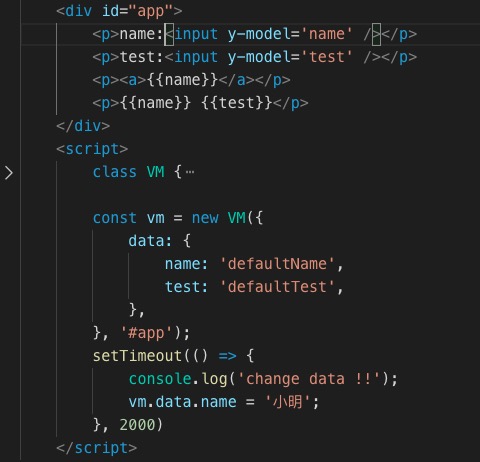 <div id="app">
<p>name:<input y-model='name' /></p>
<p>test:<input y-model='test' /></p>
<p><a>{{name}}</a></p>
<p>{{name}} {{test}}</p>
</div>
<script>
class VM {…
const vm = new VM({
data: {
name: 'defaultName',
test: 'defaultTest',
},
}, '#app');
setTimeout(() => {
console.log('change data !!');
vm.data.name = '小明';
}, 2000)
</script>